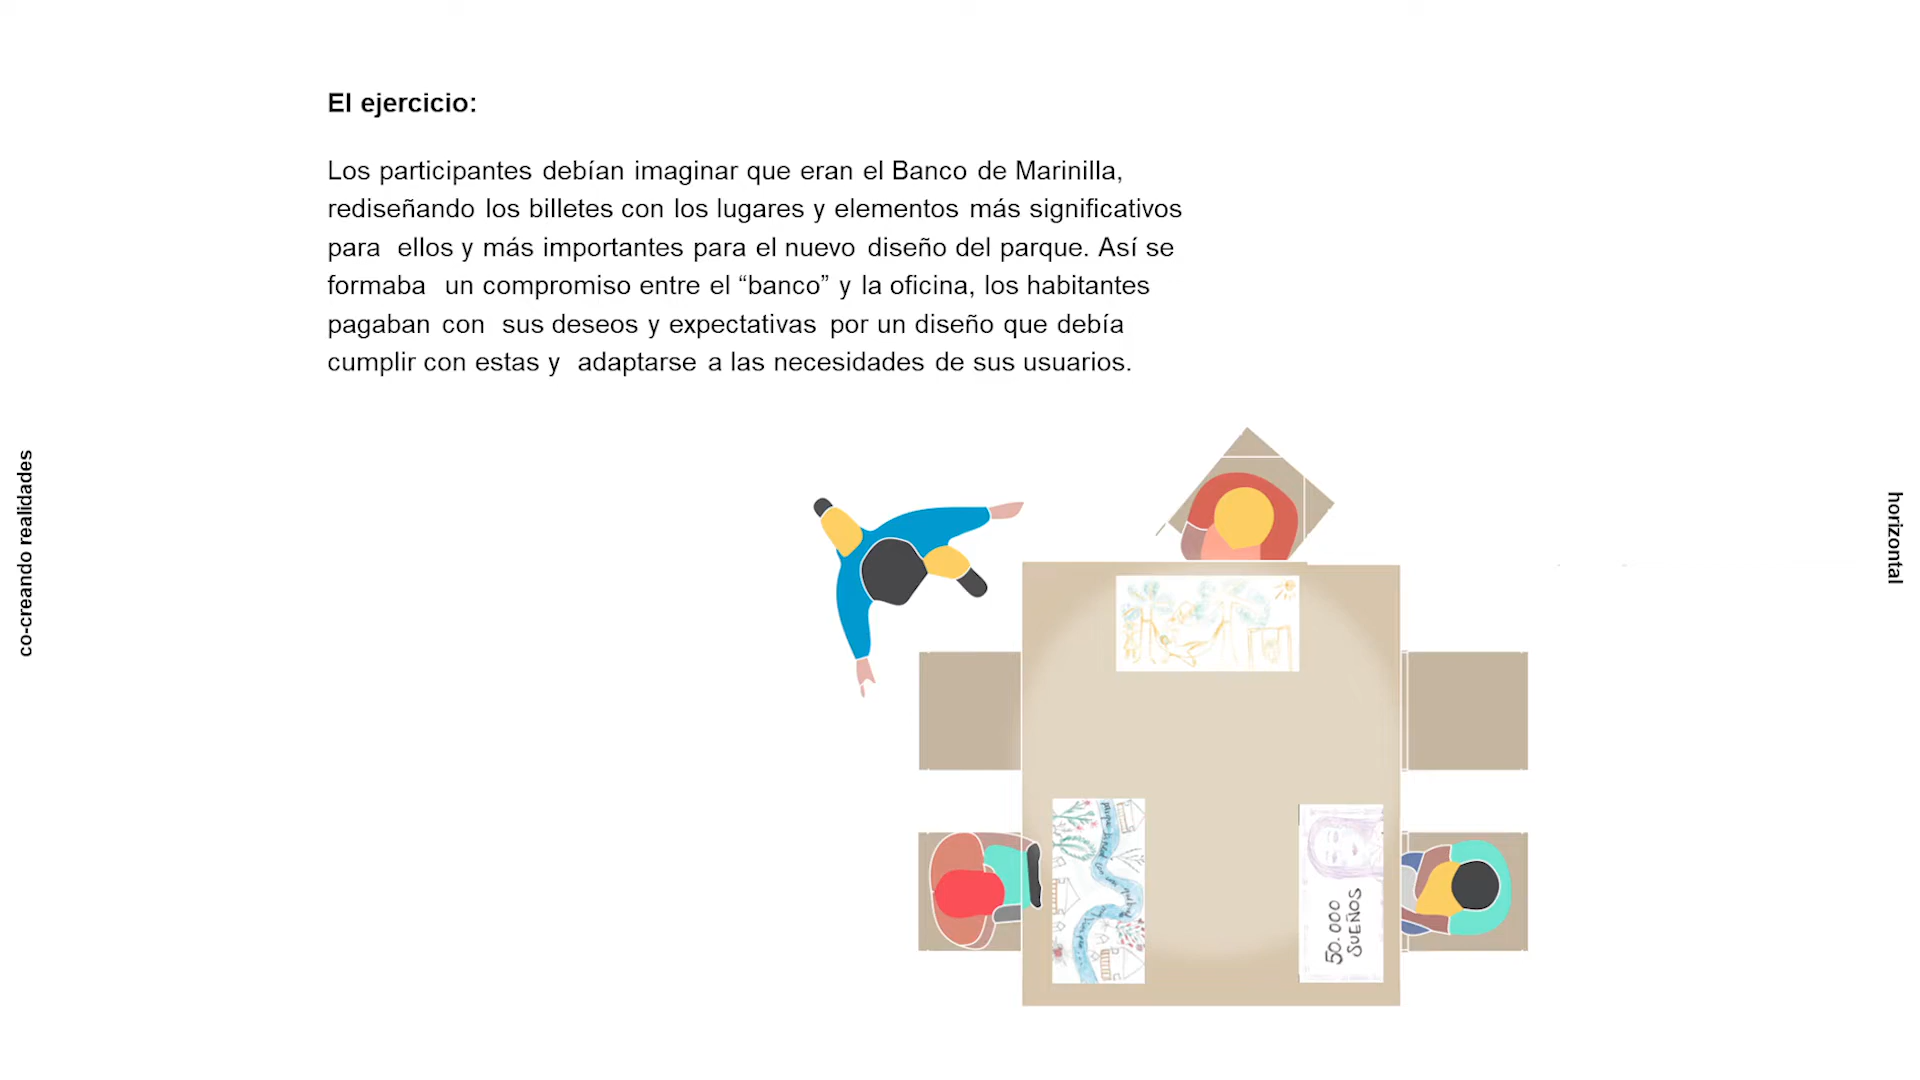 El ejercicio:
Los participantes debían imaginar que eran el Banco de Marinilla,
rediseñando los billetes con los lugares y elementos más significativos
para ellos y más importantes para el nuevo diseño del parque. Así se
formaba un compromiso entre el “banco” y la oficina, los habitantes
pagaban con sus deseos y expectativas por un diseño que debía
cumplir con estas y adaptarse a las necesidades de sus usuarios.
co-creando realidades
horizontal
50.000
SUEÑOS